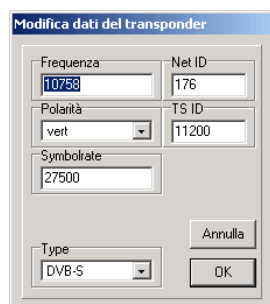 Modifica dati del transponder
Frequenza
10758
Net ID
176
Polarità
vert
TS ID
11200
Symbolrate
27500
Annulla
Type
DVB-S
OK